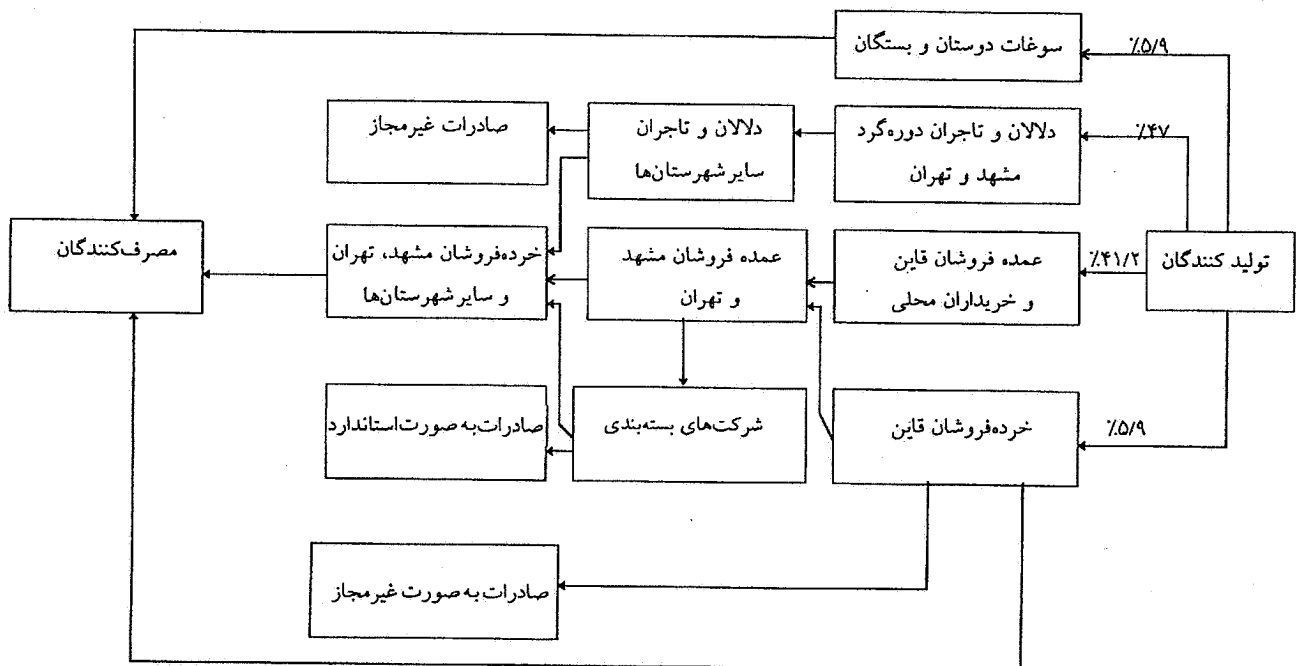 سوغات دوستان و بستگان
٪۵/۹
صادرات غیرمجاز
دلالان و تاجران
سایر شهرستان‌ها
دلالان و تاجران دوره‌گرد
مشهد و تهران
٪۴۷
مصرف‌کنندگان
خرده‌فروشان مشهد، تهران
و سایر شهرستان‌ها
عمده فروشان مشهد
و تهران
عمده فروشان قاین
و خریداران محلی
٪۴۱/۲
تولید کنندگان
صادرات به صورت استاندارد
شرکت‌های بسته‌بندی
خرده‌فروشان قاین
٪۵/۹
صادرات به صورت غیرمجاز